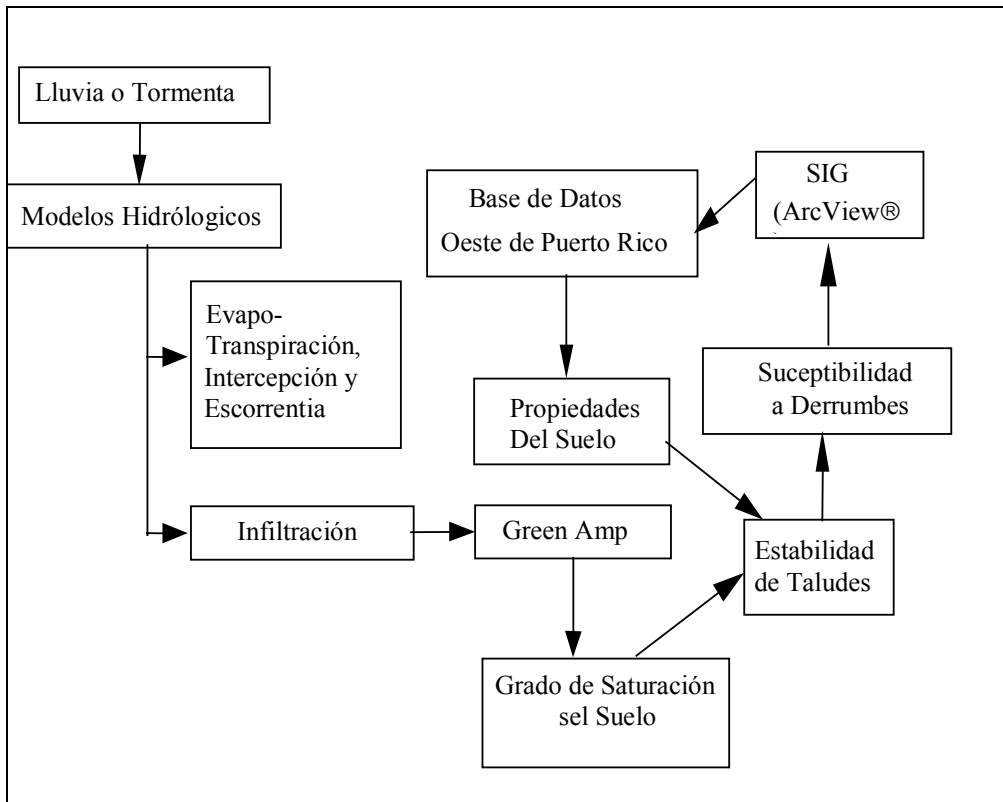 Lluvia o Tormenta
Modelos Hidrólogicos
Evapo-
Transpiración,
Intercepción y
Escorrentia
Infiltración
Green Amp
Grado de Saturación
sel Suelo
Base de Datos
Oeste de Puerto Rico
Propiedades
Del Suelo
Estabilidad
de Taludes
Suceptibilidad
a Derrumbes
SIG
(ArcView®